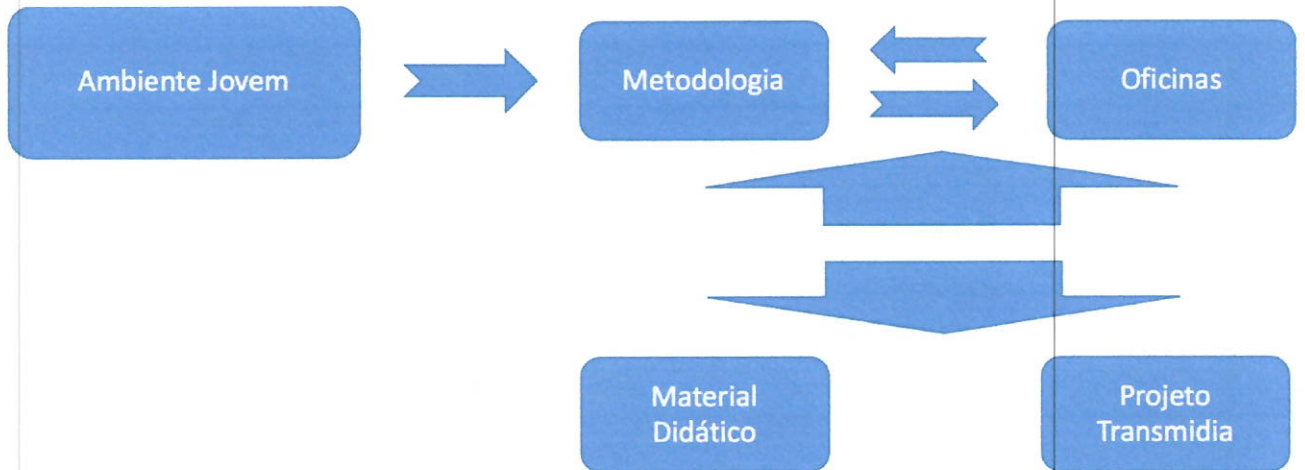 Ambiente Jovem
Metodologia
Oficinas
Material
Didático
Projeto
Transmidia